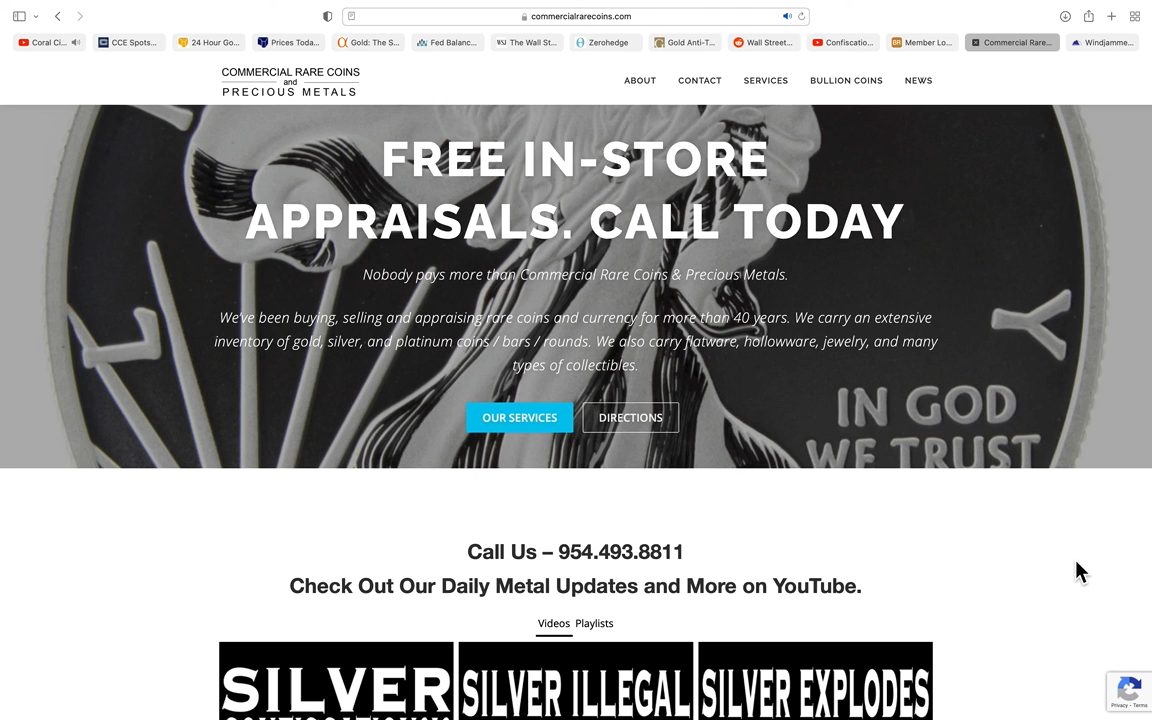 commercialrarecoins.com
Coral Ci...
CCE Spots...
24 Hour Go...
Prices Toda...
Gold: The S...
Fed Balanc...
WSJ The Wall St...
Zerohedge
Gold Anti-T...
Wall Street...
Confiscatio...
BR Member Lo...
Commercial Rare...
Windjamme...
COMMERCIAL RARE COINS
and
PRECIOUS METALS
ABOUT CONTACT SERVICES BULLION COINS NEWS
FREE IN-STORE
APPRAISALS. CALL TODAY
Nobody pays more than Commercial Rare Coins & Precious Metals.
We've been buying, selling and appraising rare coins and currency for more than 40 years. We carry an extensive
inventory of gold, silver, and platinum coins / bars / rounds. We also carry flatware, hollowware, jewelry, and many
types of collectibles.
OUR SERVICES DIRECTIONS
L
Y
IN GOD
WE TRUST
Call Us – 954.493.8811
Check Out Our Daily Metal Updates and More on YouTube.
Videos Playlists
SILVER SILVER ILLEGAL SILVER EXPLODES
Privacy - Terms